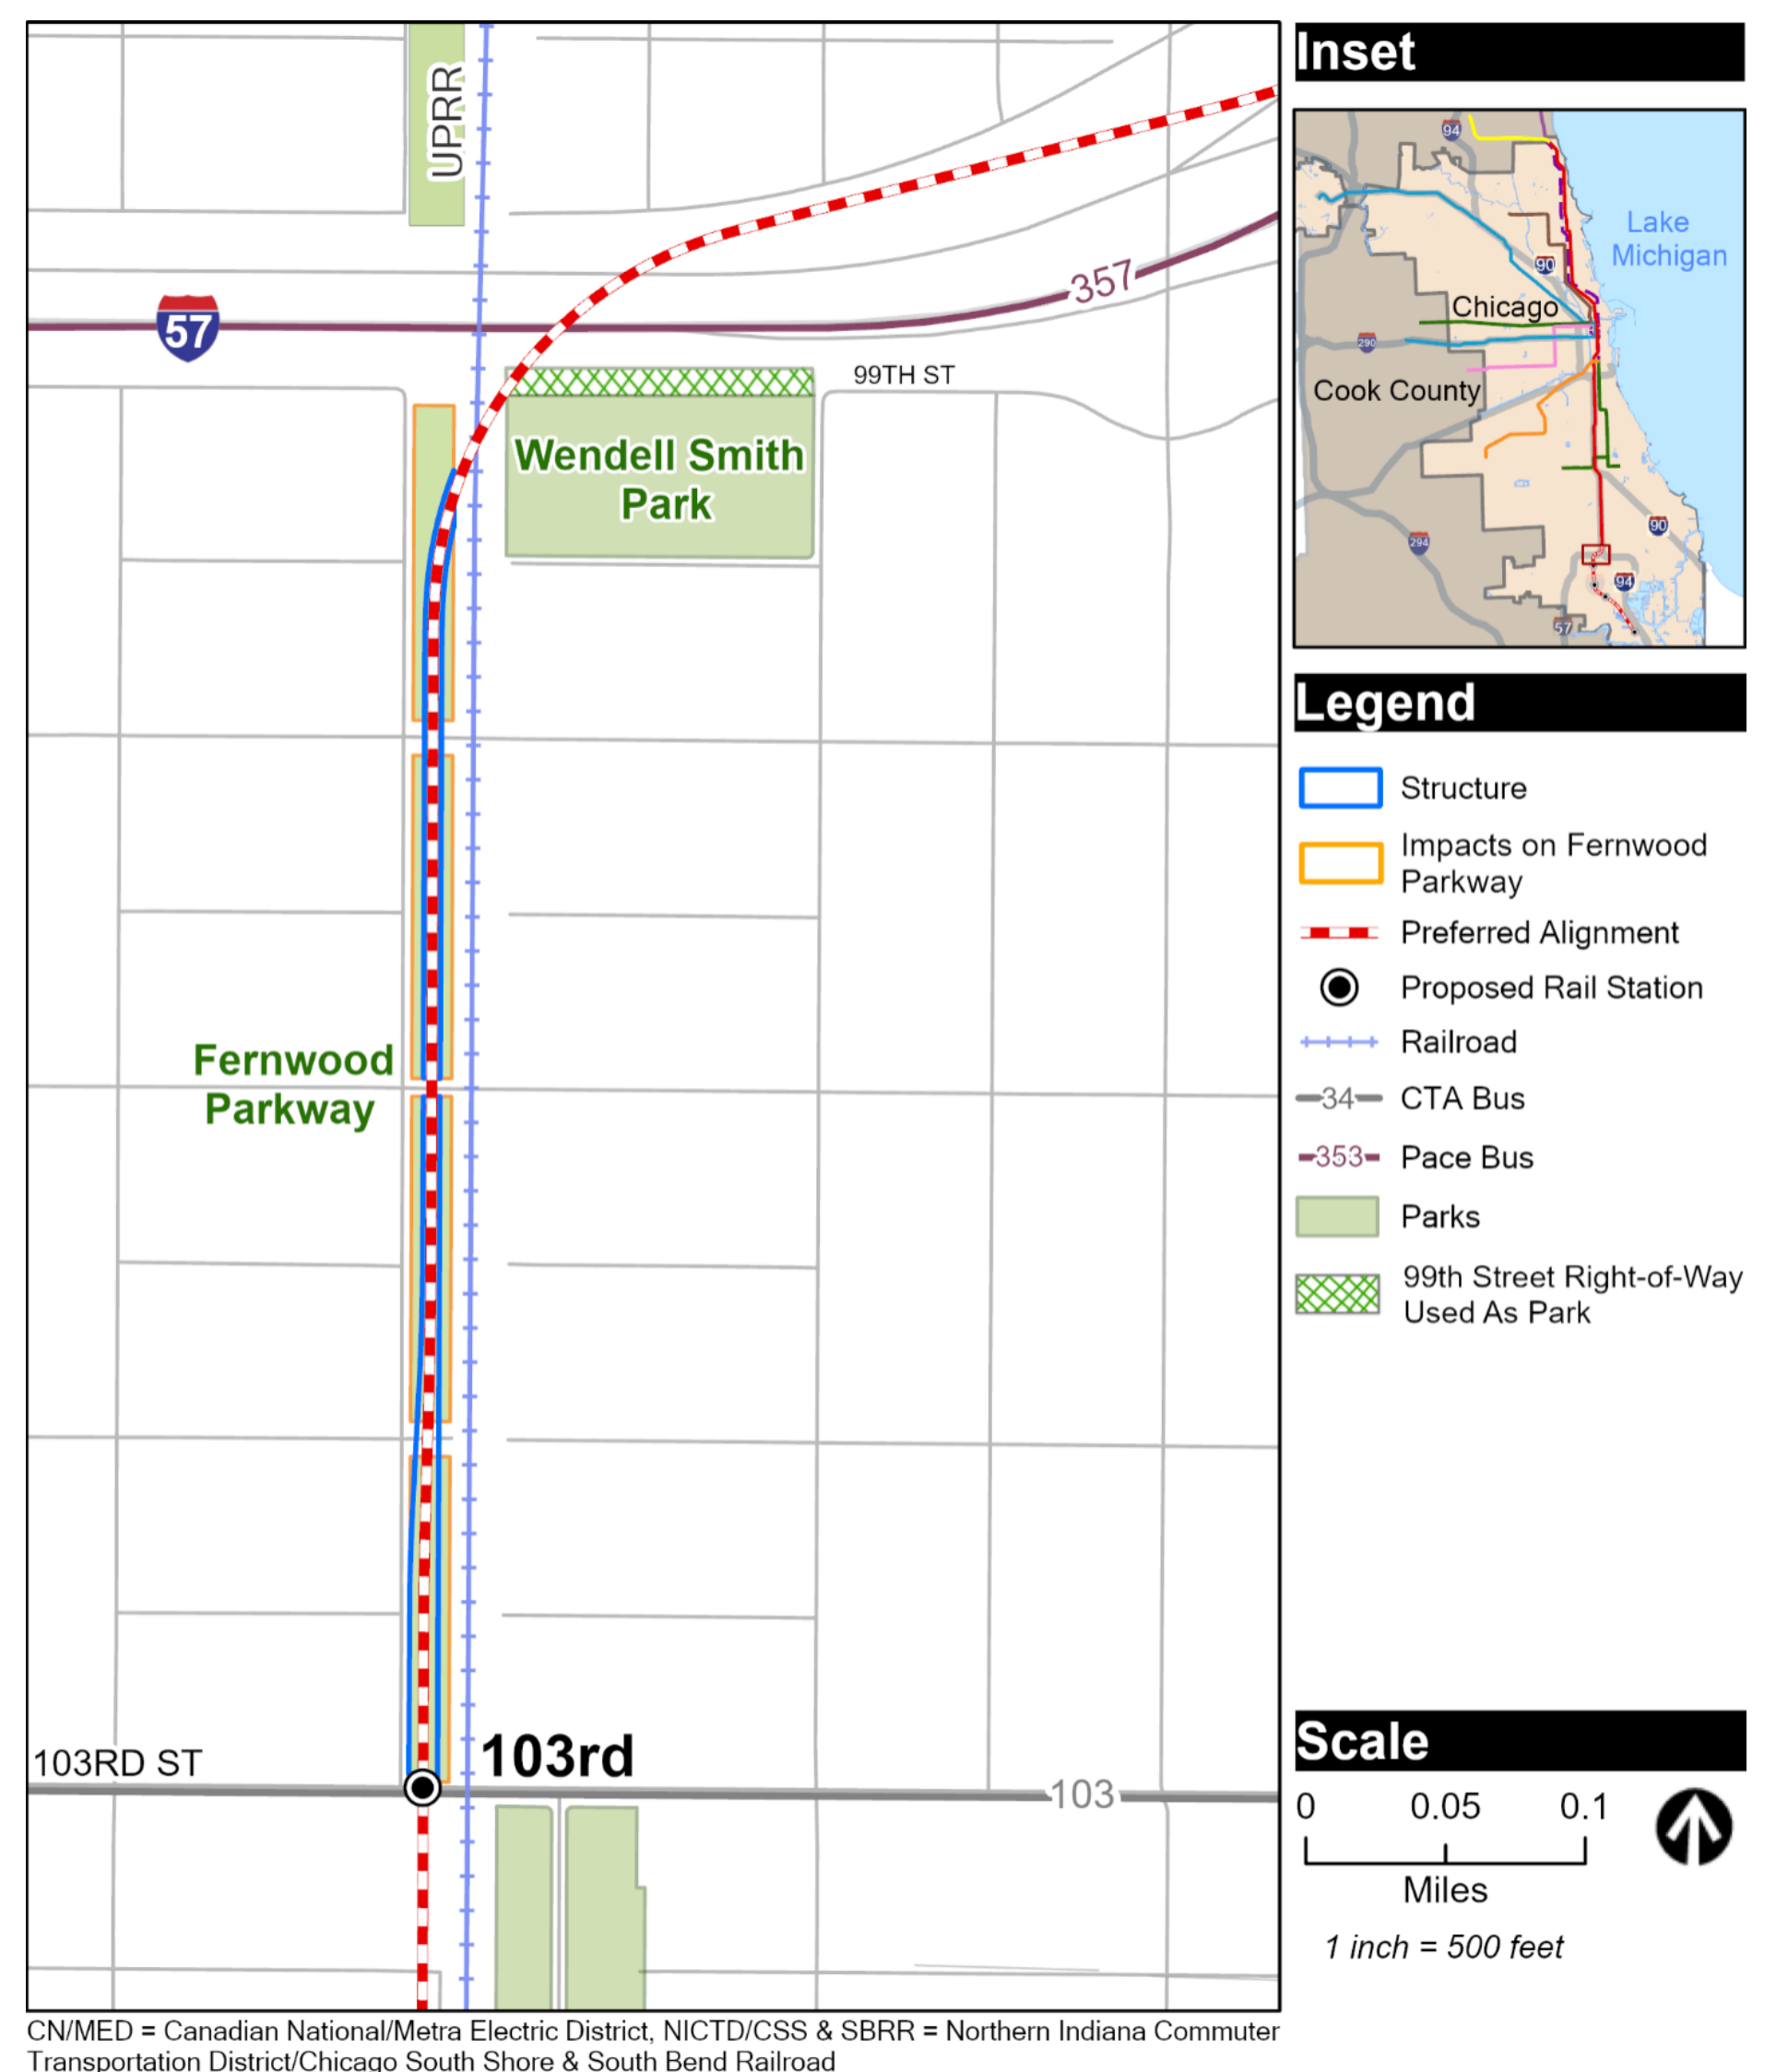 UPRR
57
357
99TH ST
Wendell Smith
Park
Fernwood
Parkway
103RD ST
103rd
103
Inset
94
Lake
Michigan
90
Chicago
290
Cook County
90
294
94
57
Legend
Structure
Impacts on Fernwood
Parkway
Preferred Alignment
Proposed Rail Station
Railroad
34
CTA Bus
353
Pace Bus
Parks
99th Street Right-of-Way
Used As Park
Scale
0 0.05 0.1
Miles
1 inch = 500 feet
CN/MED = Canadian National/Metra Electric District, NICTD/CSS & SBRR = Northern Indiana Commuter
Transportation District/Chicago South Shore & South Bend Railroad